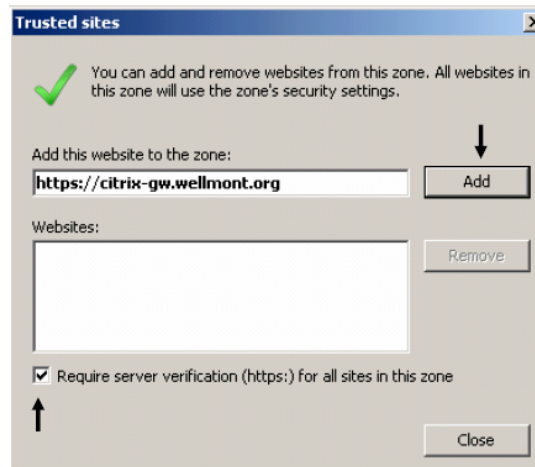 Trusted sites
You can add and remove websites from this zone. All websites in
this zone will use the zone's security settings.
Add this website to the zone:
https://citrix-gw.wellmont.org
Add
Websites:
Remove
Require server verification (https:) for all sites in this zone
Close